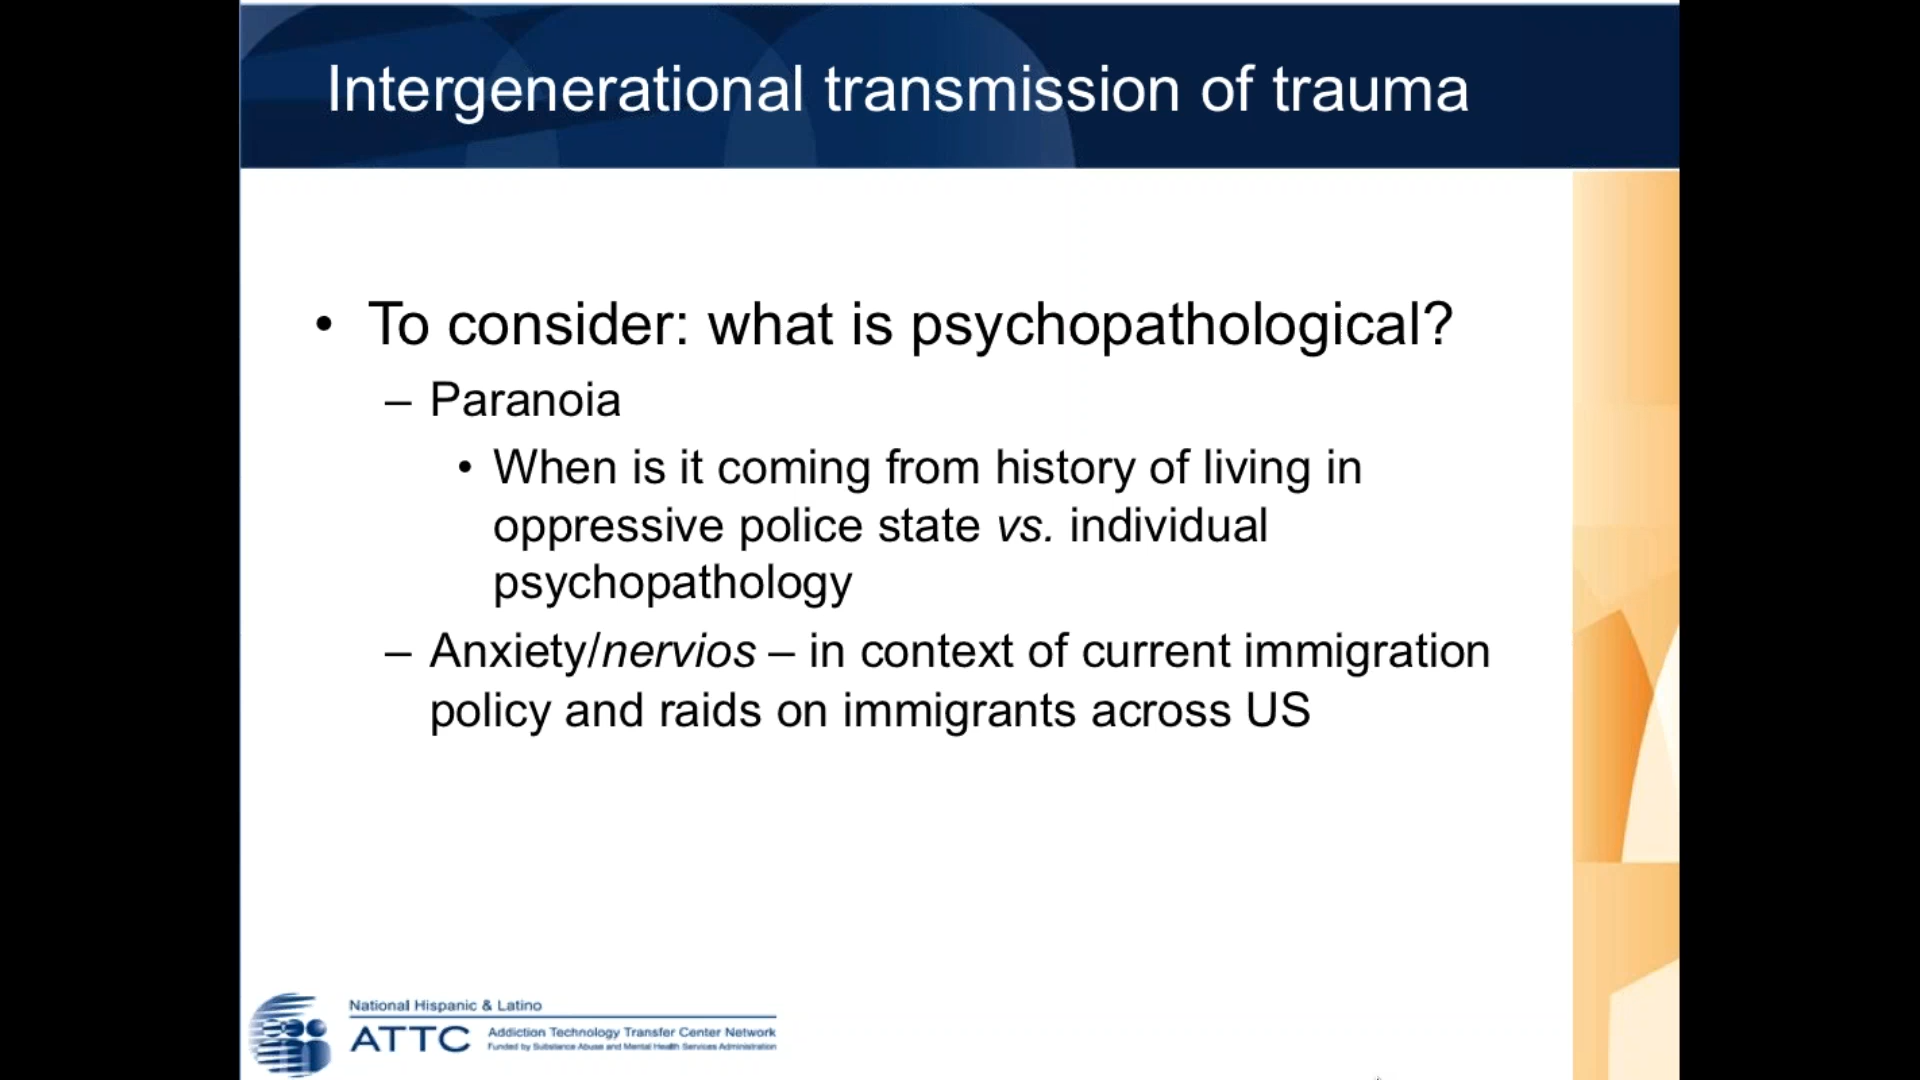 Intergenerational transmission of trauma
• To consider: what is psychopathological?
– Paranoia
• When is it coming from history of living in
oppressive police state vs. individual
psychopathology
– Anxiety/nervios – in context of current immigration
policy and raids on immigrants across US
National Hispanic & Latino
ATTC
Addiction Technology Transfer Center Network
Funded by Substance Abuse and Mental Health Services Administration